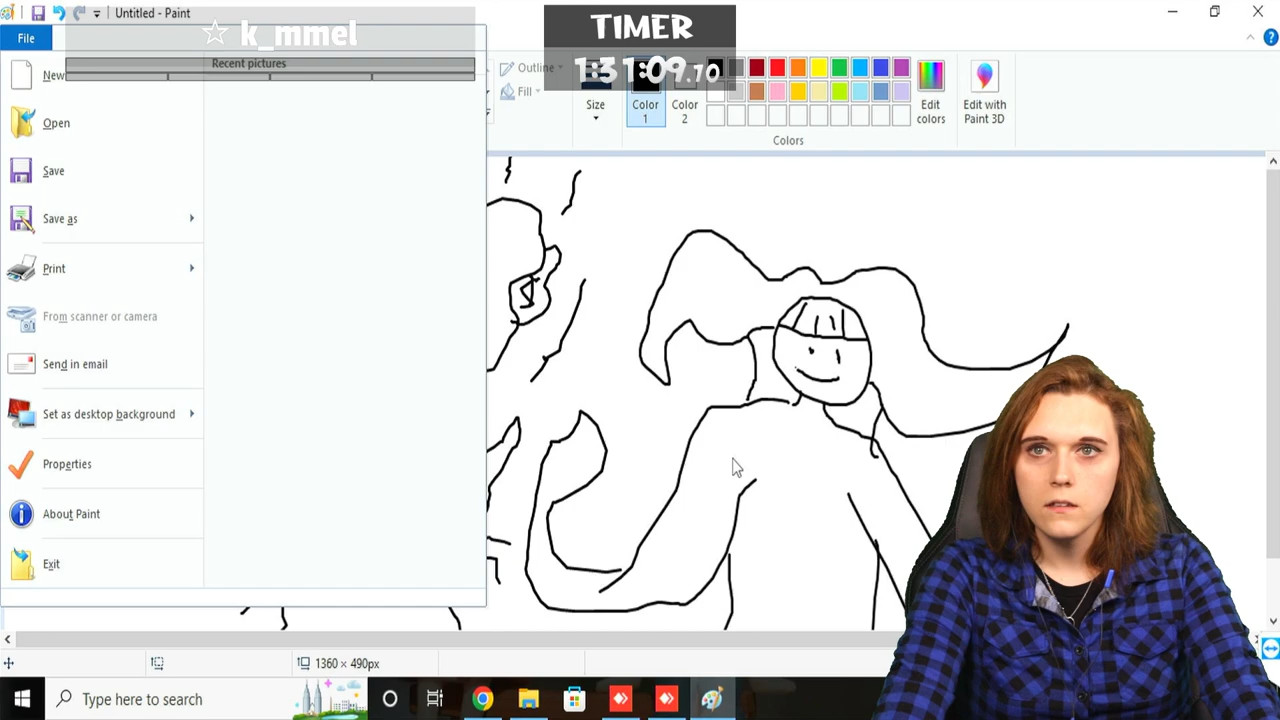 Untitled - Paint
☆ k_mmel
TIMER
1:31:09.70
File
Recent pictures
New
Open
Save
Save as
Print
From scanner or camera
Send in email
Set as desktop background
Properties
About Paint
Exit
Outline
Fill
Size
Color 1
Color 2
Edit colors
Edit with Paint 3D
Colors
1360 × 490px
Type here to search